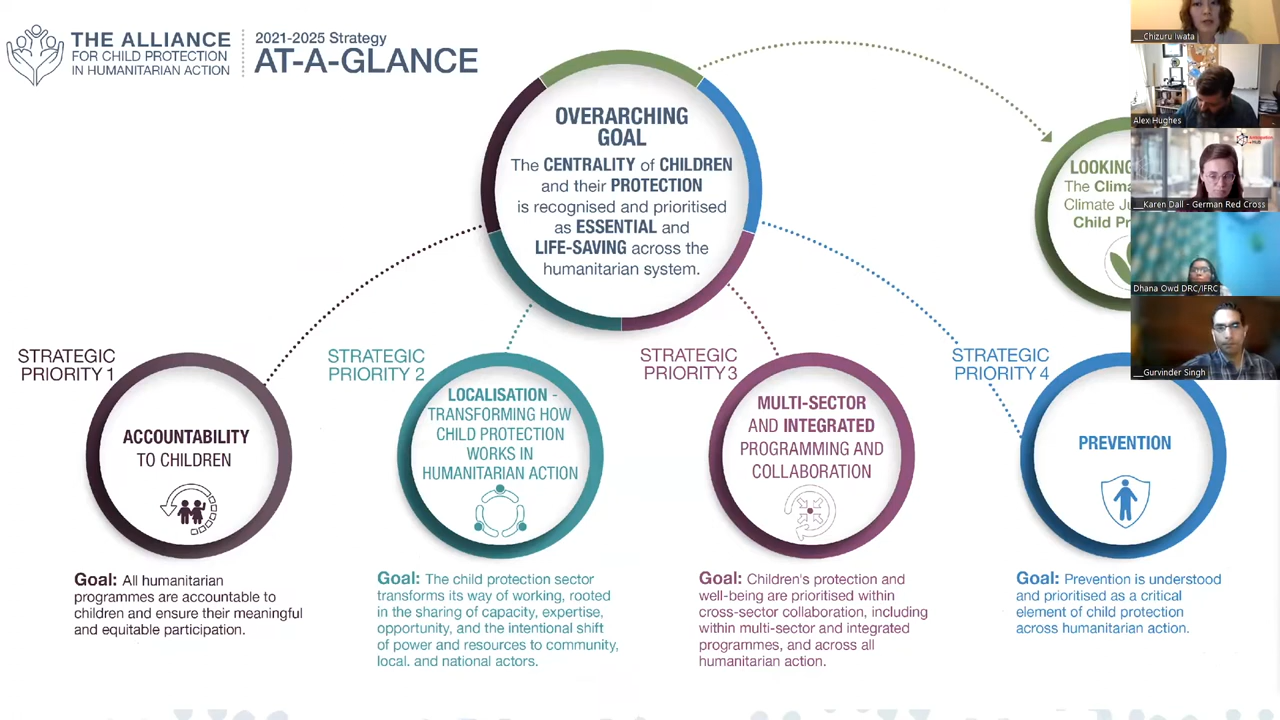 THE ALLIANCE
FOR CHILD PROTECTION
IN HUMANITARIAN ACTION
2021-2025 Strategy
AT-A-GLANCE
OVERARCHING
GOAL
The CENTRALITY of CHILDREN
and their PROTECTION
is recognised and prioritised
as ESSENTIAL and
LIFE-SAVING across the
humanitarian system.
LOOKING
The
Climate
Child
__Chizuru Iwata
Alex Hughes
__Karen Dall - German Red Cross
Dhana Owd DRC/IFRC
__Gurvinder Singh
STRATEGIC
PRIORITY 1
ACCOUNTABILITY
TO CHILDREN
Goal: All humanitarian
programmes are accountable to
children and ensure their meaningful
and equitable participation.
STRATEGIC
PRIORITY 2
LOCALISATION -
TRANSFORMING HOW
CHILD PROTECTION
WORKS IN
HUMANITARIAN ACTION
Goal: The child protection sector
transforms its way of working, rooted
in the sharing of capacity, expertise,
opportunity, and the intentional shift
of power and resources to community,
local. and national actors.
STRATEGIC
PRIORITY 3
MULTI-SECTOR
AND INTEGRATED
PROGRAMMING AND
COLLABORATION
Goal: Children's protection and
well-being are prioritised within
cross-sector collaboration, including
within multi-sector and integrated
programmes, and across all
humanitarian action.
STRATEGIC
PRIORITY 4
PREVENTION
Goal: Prevention is understood
and prioritised as a critical
element of child protection
across humanitarian action.